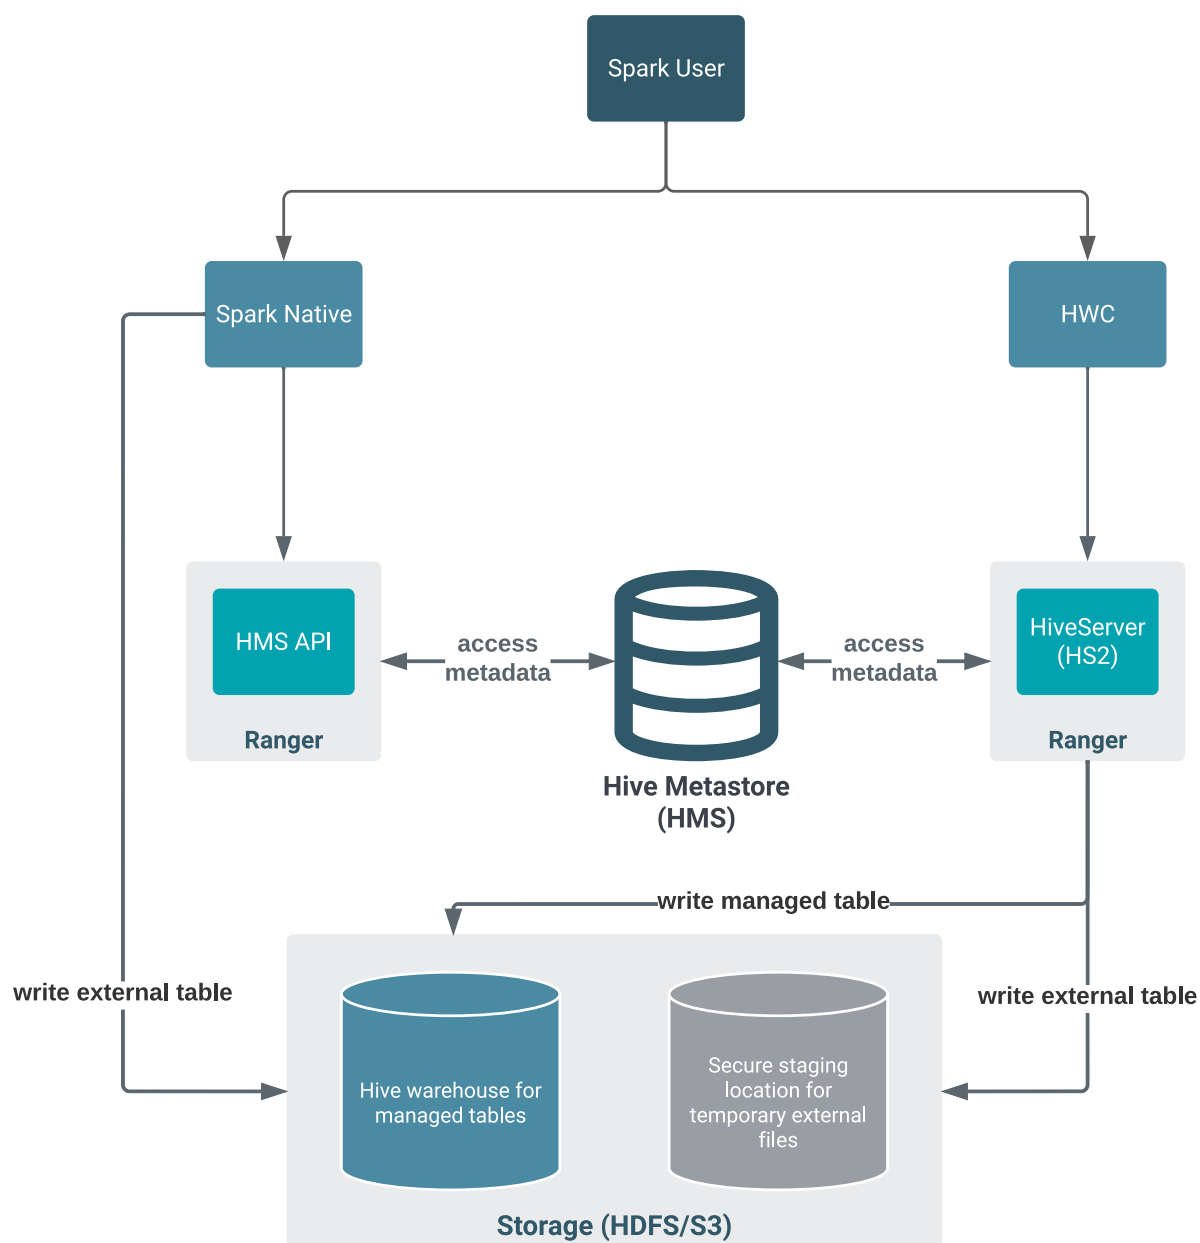 Spark User
Spark Native
HWC
HMS API
Ranger
access
metadata
Hive Metastore
(HMS)
access
metadata
HiveServer
(HS2)
Ranger
write managed table
write external table
write external table
Hive warehouse for
managed tables
Secure staging
location for
temporary external
files
Storage (HDFS/S3)